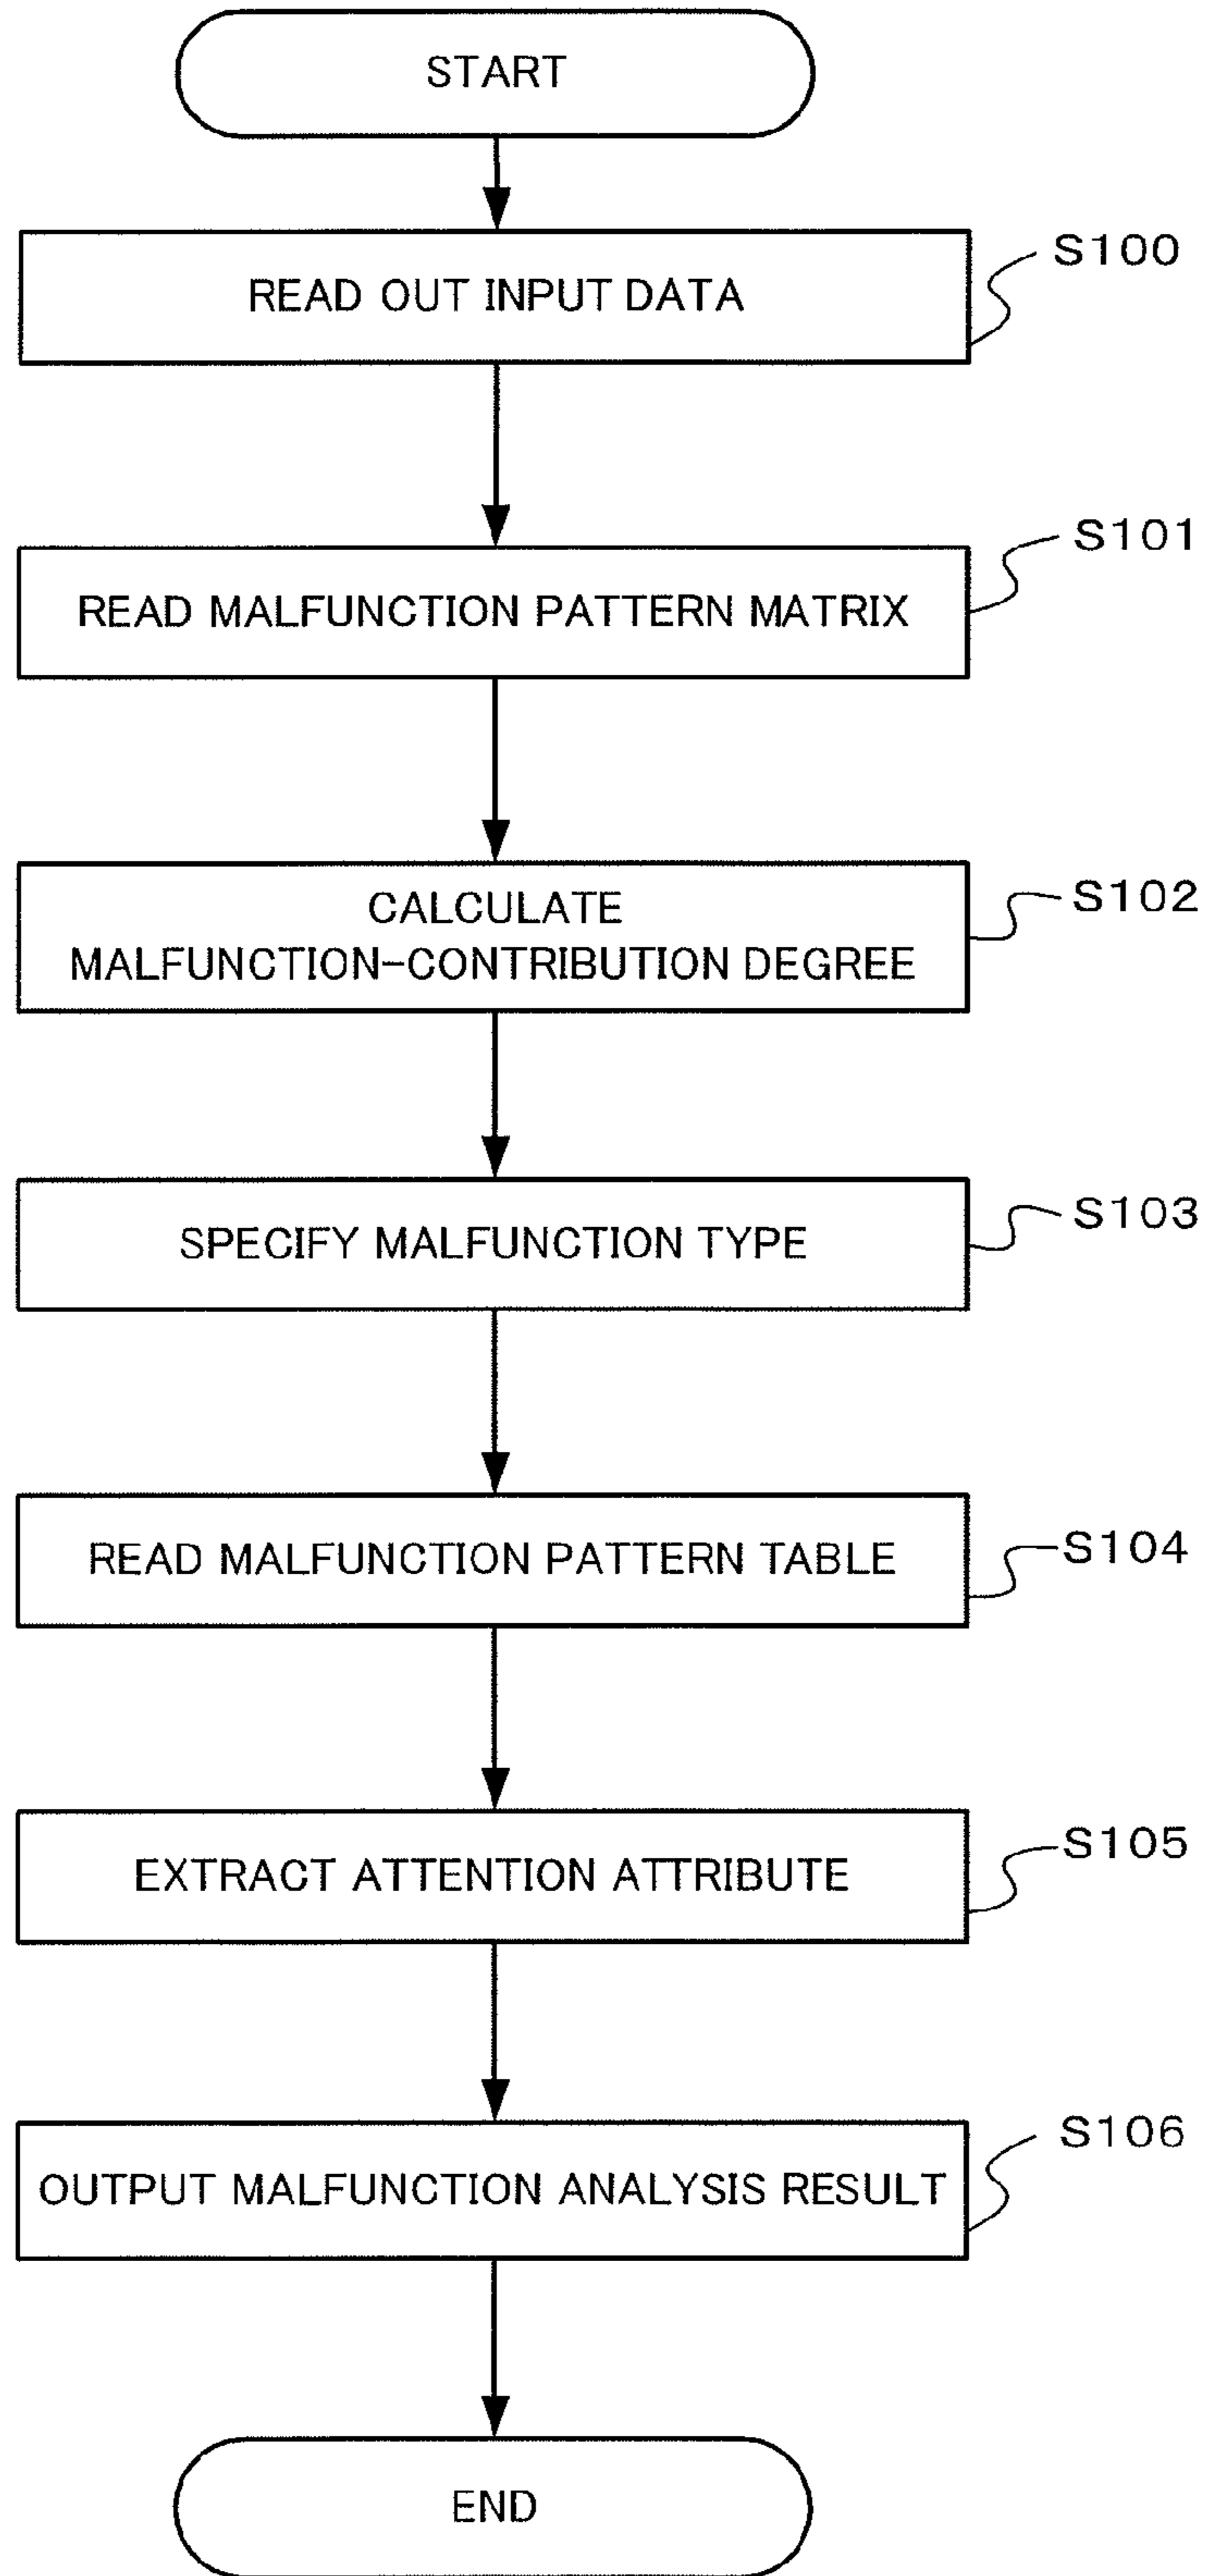 START
READ OUT INPUT DATA
S100
READ MALFUNCTION PATTERN MATRIX
S101
CALCULATE
MALFUNCTION-CONTRIBUTION DEGREE
S102
SPECIFY MALFUNCTION TYPE
S103
READ MALFUNCTION PATTERN TABLE
S104
EXTRACT ATTENTION ATTRIBUTE
S105
OUTPUT MALFUNCTION ANALYSIS RESULT
S106
END